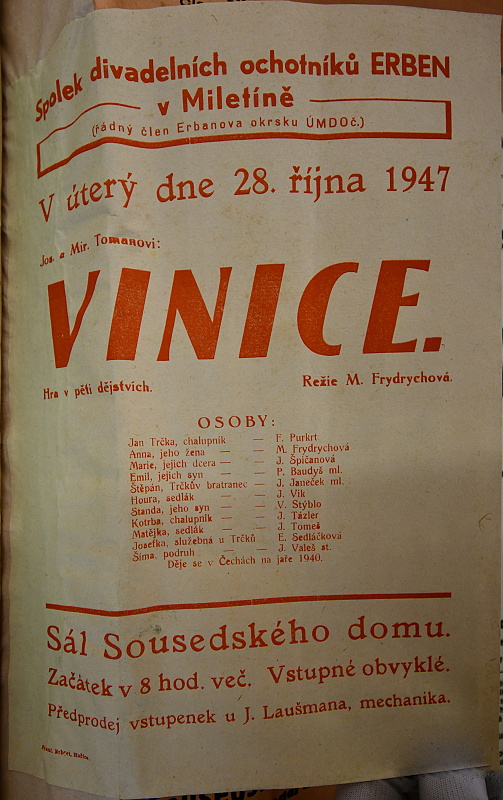 Spolek divadelních ochotníků ERBEN
v Miletíně
(řádný člen Erbanova okrsku ÚMDOč.)
V úterý dne 28. října 1947
Jos. a Mir. Tomanovi:
VINICE.
Hra v pěti dějstvích.
Režie M. Frydrychová.
OSOBY:
Jan Trčka, chalupník — F. Purkrt
Anna, jeho žena — — M. Frydrychová
Marie, jejich dcera — — J. Špičanová
Emil, jejich syn — — P. Baudyš ml.
Štěpán, Trčkův bratranec — J. Janeček ml.
Houra, sedlák — — J. Vik
Standa, jeho syn — — V. Stýblo
Kotrba, chalupník — — J. Tázler
Matějka, sedlák — — J. Tomeš
Josefka, služebná u Trčků E. Sedláčková
Šíma, podruh — — J. Valeš st.
Děje se v Čechách na jaře 1940.
Sál Sousedského domu.
Začátek v 8 hod. več. Vstupné obvyklé.
Předprodej vstupenek u J. Laušmana, mechanika.